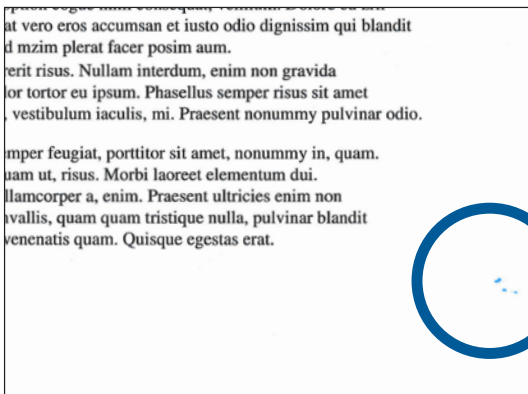 consequat, Dolore eu
at vero eros accumsan et iusto odio dignissim qui blandit
d mzim plerat facer posim aum.
erit risus. Nullam interdum, enim non gravida
lor tortor eu ipsum. Phasellus semper risus sit amet
, vestibulum iaculis, mi. Praesent nonummy pulvinar odio.
mper feugiat, porttitor sit amet, nonummy in, quam.
uam ut, risus. Morbi laoreet elementum dui.
llamcorper a, enim. Praesent ultricies enim non
nvallis, quam quam tristique nulla, pulvinar blandit
venenatis quam. Quisque egestas erat.